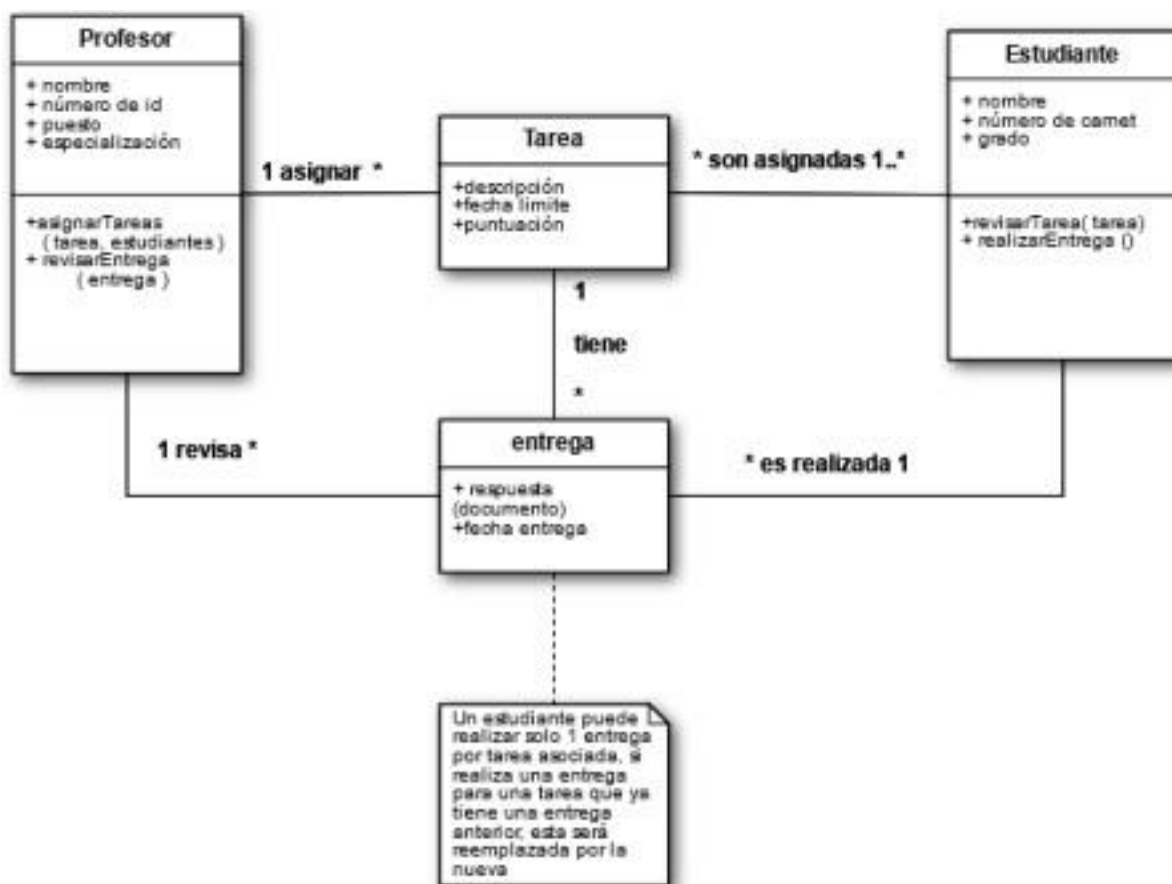 Profesor
+ nombre
+ número de id
+ puesto
+ especialización
+asignarTareas
( tarea, estudiantes )
+ revisarEntrega
( entrega )
1 asignar *
Tarea
+descripción
+fecha límite
+puntuación
* son asignadas 1..*
Estudiante
+ nombre
+ número de carnet
+ grado
+revisarTarea( tarea)
+ realizarEntrega ()
1
tiene
*
1 revisa *
entrega
+ respuesta
(documento)
+fecha entrega
* es realizada 1
Un estudiante puede
realizar solo 1 entrega
por tarea asociada, si
realiza una entrega
para una tarea que ya
tiene una entrega
anterior, esta será
reemplazada por la
nueva